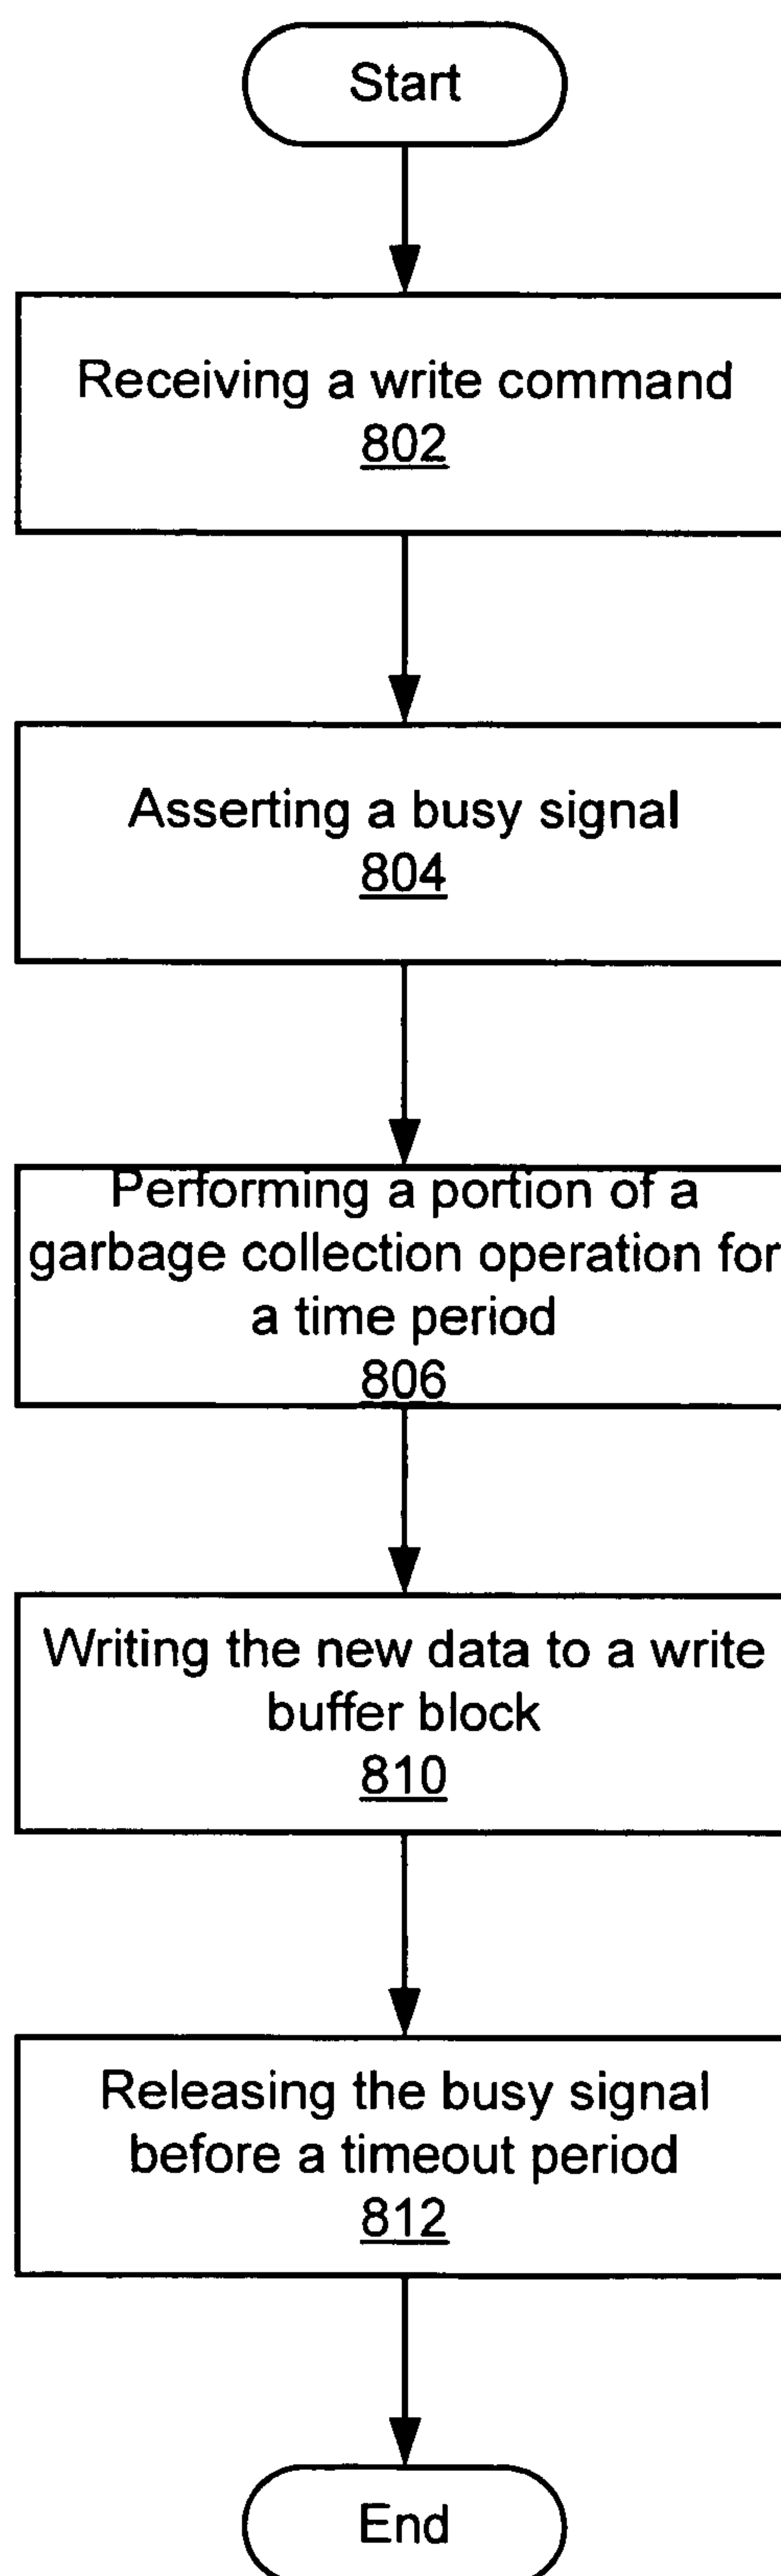 Start
Receiving a write command
802
Asserting a busy signal
804
Performing a portion of a
garbage collection operation for
a time period
806
Writing the new data to a write
buffer block
810
Releasing the busy signal
before a timeout period
812
End